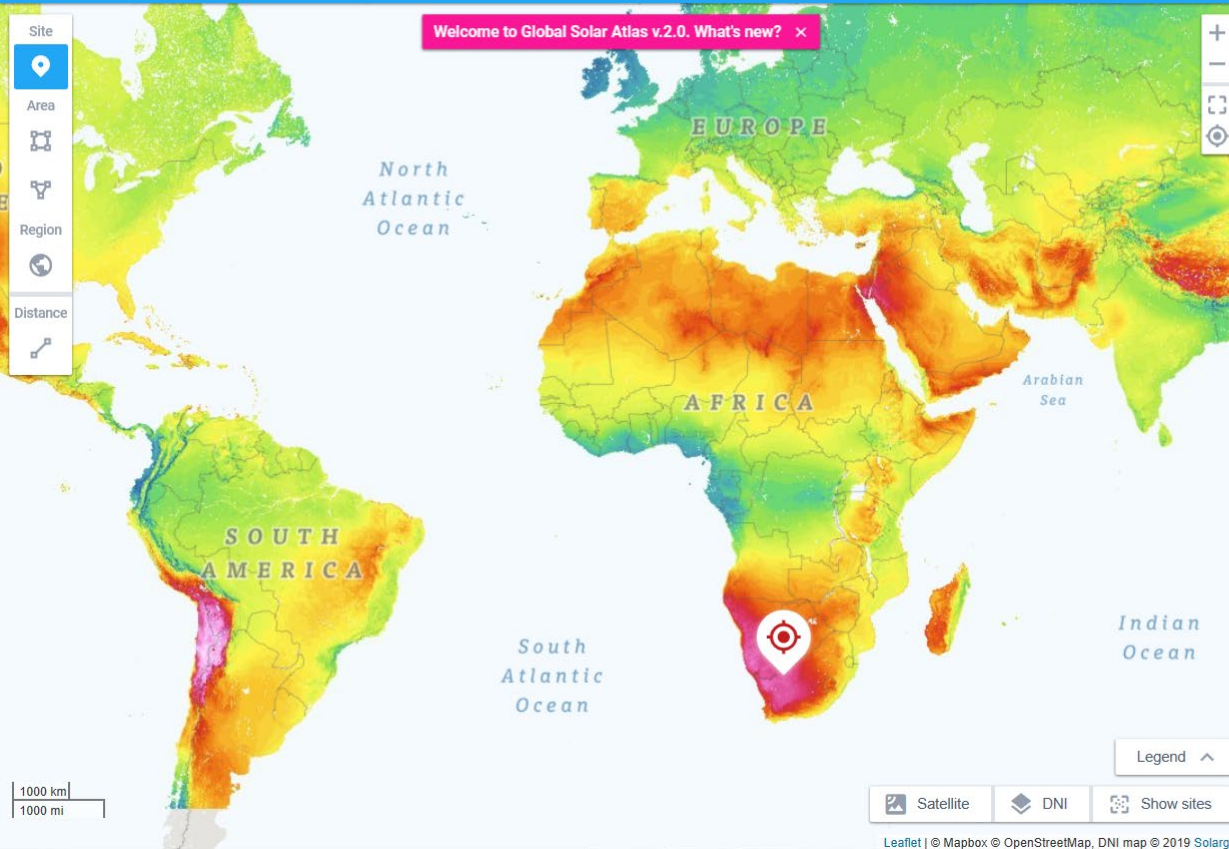 Site
Area
Region
Distance
Welcome to Global Solar Atlas v.2.0. What's new? ×
EUROPE
North
Atlantic
Ocean
AFRICA
Arabian
Sea
SOUTH
AMERICA
South
Atlantic
Ocean
Indian
Ocean
Legend
1000 km
1000 mi
Satellite
DNI
Show sites
Leaflet | © Mapbox © OpenStreetMap, DNI map © 2019 Solarg